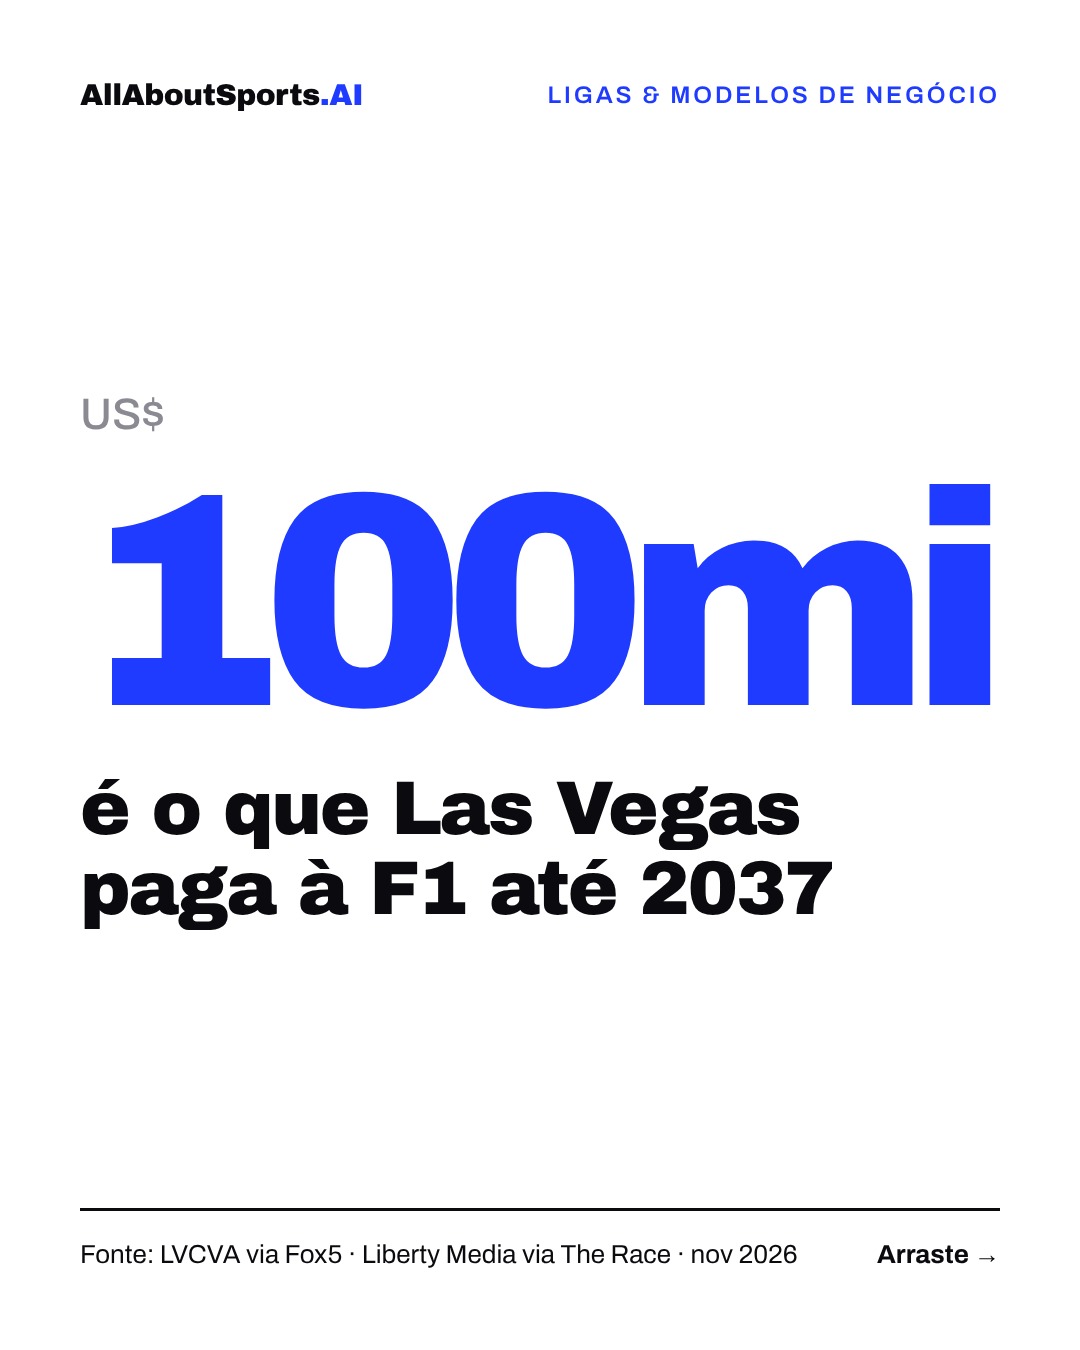 AllAboutSports.AI
LIGAS & MODELOS DE NEGÓCIO
US$
100mi
é o que Las Vegas
paga à F1 até 2037
Fonte: LVCVA via Fox5 · Liberty Media via The Race · nov 2026
Arraste →